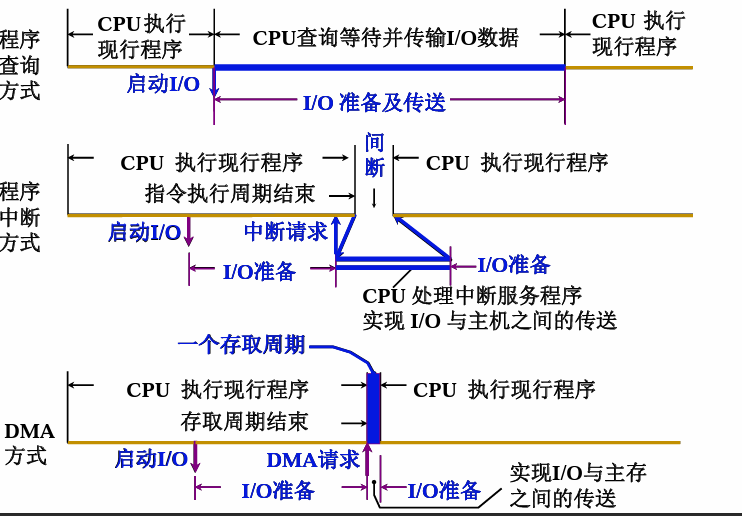 程序
查询
方式
CPU执行
现行程序
CPU查询等待并传输I/O数据
CPU 执行
现行程序
启动I/O
I/O 准备及传送
程序
中断
方式
CPU 执行现行程序
间
断
CPU 执行现行程序
指令执行周期结束
启动I/O
中断请求
I/O准备
I/O准备
CPU 处理中断服务程序
实现 I/O 与主机之间的传送
一个存取周期
DMA
方式
CPU 执行现行程序
CPU 执行现行程序
存取周期结束
启动I/O
DMA请求
I/O准备
I/O准备
实现I/O与主存
之间的传送